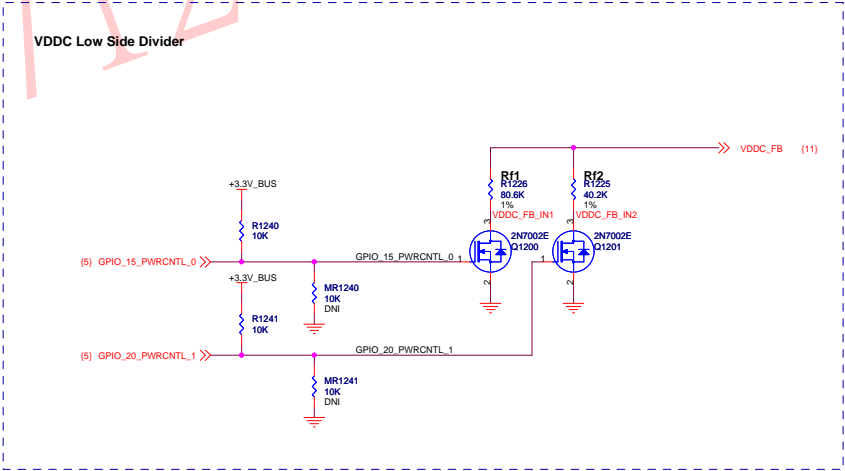 VDDC Low Side Divider
VDDC_FB {11}
Rf1
R1226
80.6K
1%
VDDC_FB_IN1
Rf2
R1225
40.2K
1%
VDDC_FB_IN2
+3.3V_BUS
R1240
10K
3
2N7002E
Q1200
1
2
3
2N7002E
Q1201
1
2
{5} GPIO_15_PWRCNTL_0
GPIO_15_PWRCNTL_0
+3.3V_BUS
MR1240
10K
DNI
R1241
10K
{5} GPIO_20_PWRCNTL_1
GPIO_20_PWRCNTL_1
MR1241
10K
DNI